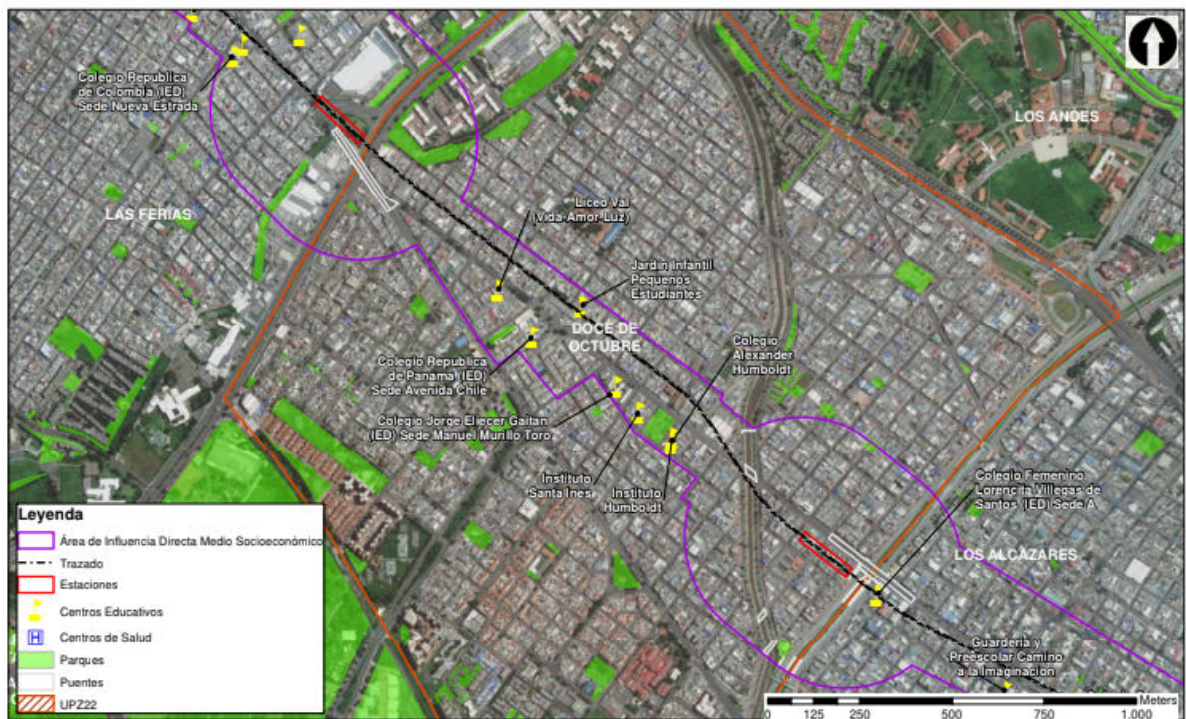 Colegio Republica
de Colombia (IED)
Sede Nueva Estrada
LOS ANDES
LAS FERIAS
Liceo Val
(Vida-Amor-Luz)
Jardin Infantil
Pequenos
Estudiantes
DOCE DE
OCTUBRE
Colegio
Alexander
Humboldt
Colegio Republica
de Panama (IED)
Sede Avenida Chile
Colegio Jorge Eliecer Gaitan
(IED) Sede Manuel Murillo Toro
Instituto
Santa Ines
Instituto
Humboldt
Colegio Femenino
Lorencita Villegas de
Santos (IED) Sede A
LOS ALCAZARES
Guarderia y
Preescolar Camino
a la Imaginacion
Leyenda
Área de Influencia Directa Medio Socioeconómico
Trazado
Estaciones
Centros Educativos
H Centros de Salud
Parques
Puentes
UPZ22
Meters
0 125 250 500 750 1.000